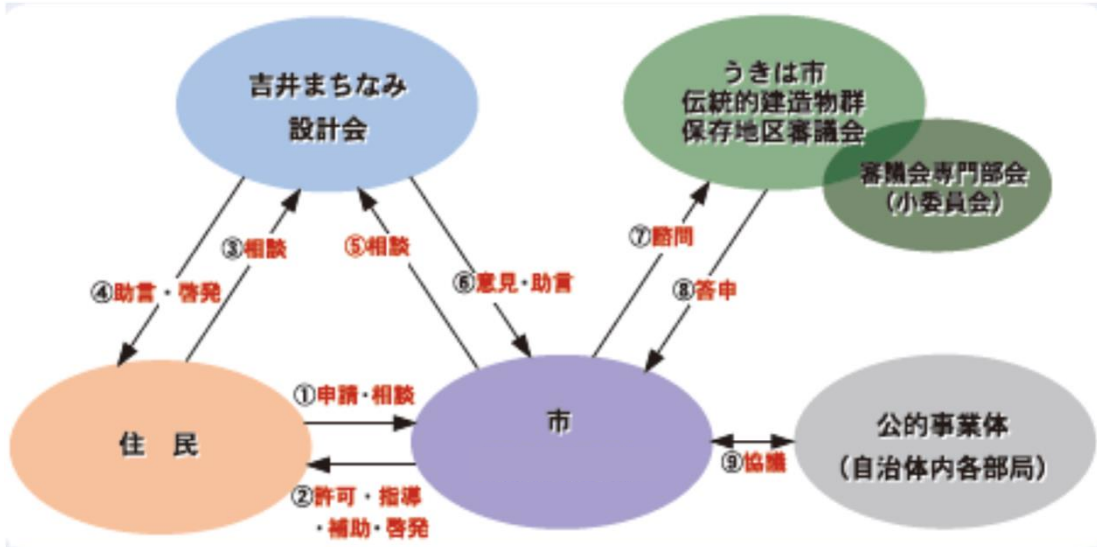 吉井まちなみ
設計会
うきは市
伝統的建造物群
保存地区審議会
審議会専門部会
（小委員会）
③相談
⑤相談
⑦諮問
④助言・啓発
⑥意見・助言
⑧答申
①申請・相談
住　民
市
公的事業体
（自治体内各部局）
⑨協議
②許可・指導
・補助・啓発